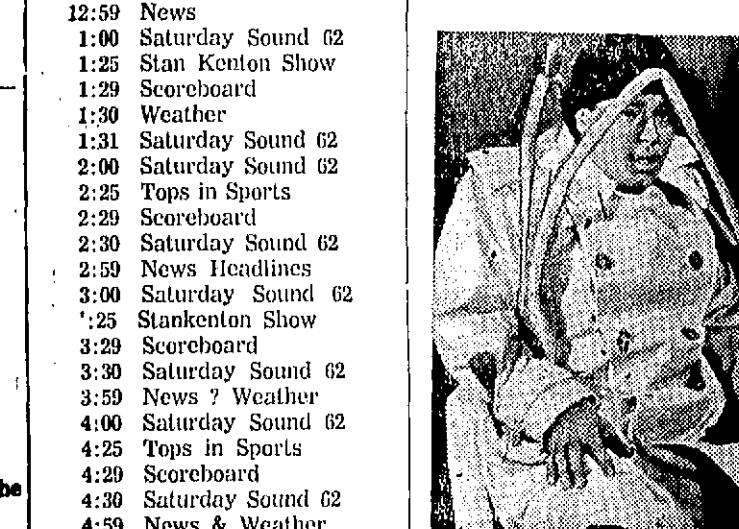 12:59 News
1:00 Saturday Sound 62
1:25 Stan Kenton Show
1:29 Scoreboard
1:30 Weather
1:31 Saturday Sound 62
2:00 Saturday Sound 62
2:25 Tops in Sports
2:29 Scoreboard
2:30 Saturday Sound 62
2:59 News Headlines
3:00 Saturday Sound 62
:25 Stankenton Show
3:29 Scoreboard
3:30 Saturday Sound 62
3:59 News ? Weather
4:00 Saturday Sound 62
4:25 Tops in Sports
4:29 Scoreboard
be
4:30 Saturday Sound 62
4:59 News & Weather